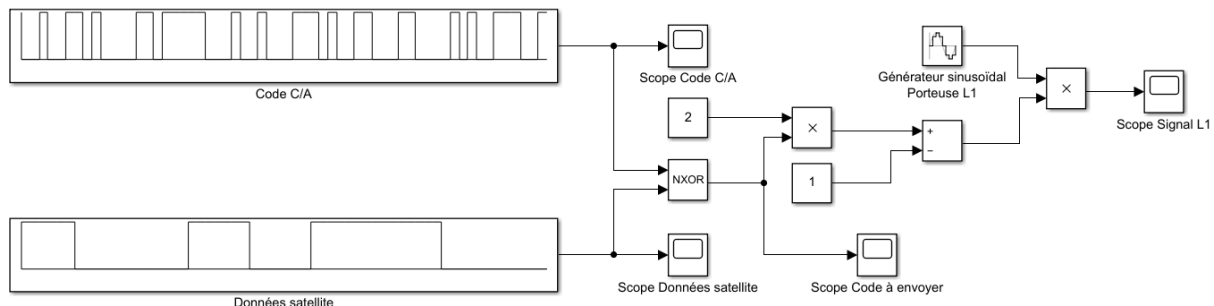 Code C/A
Scope Code C/A
Générateur sinusoïdal
Porteuse L1
×
Scope Signal L1
2
×
+
−
NXOR
1
Scope Données satellite
Scope Code à envoyer
Données satellite